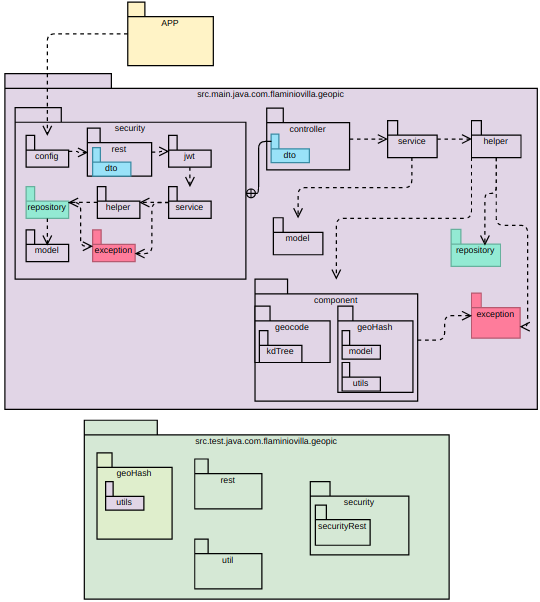 APP
src.main.java.com.flaminiovilla.geopic
security
controller
config
rest
dto
jwt
dto
service
helper
repository
helper
service
model
exception
model
repository
component
geocode
geoHash
kdTree
model
utils
exception
src.test.java.com.flaminiovilla.geopic
geoHash
utils
rest
security
securityRest
util